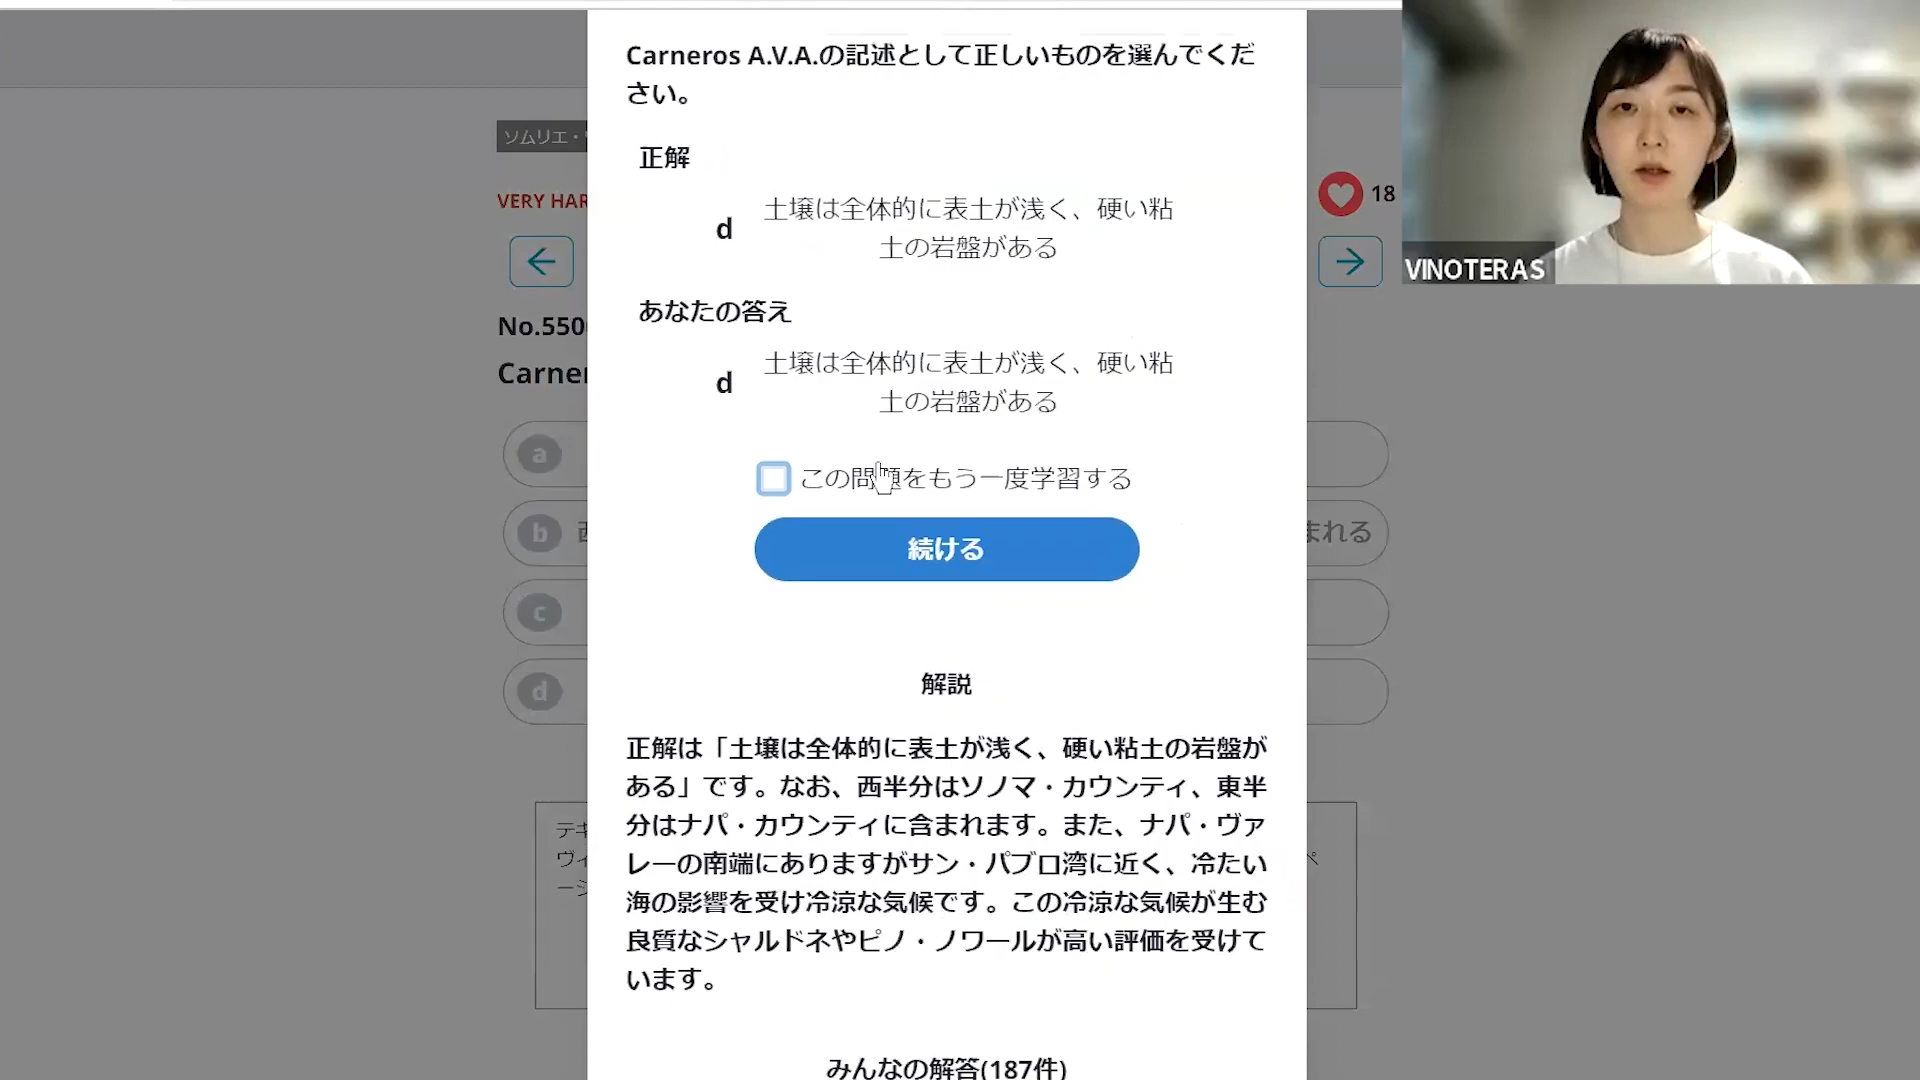 Carneros A.V.A.の記述として正しいものを選んでくだ
さい。
ソムリエ・
正解
VERY HAR
18
d
土壌は全体的に表土が浅く、硬い粘
土の岩盤がある
VINOTERAS
あなたの答え
No.550
d
土壌は全体的に表土が浅く、硬い粘
土の岩盤がある
Carne
a
この問題をもう一度学習する
b
まれる
続ける
c
解説
d
正解は「土壌は全体的に表土が浅く、硬い粘土の岩盤が
ある」です。なお、西半分はソノマ・カウンティ、東半
分はナパ・カウンティに含まれます。また、ナパ・ヴァ
レーの南端にありますがサン・パブロ湾に近く、冷たい
海の影響を受け冷涼な気候です。この冷涼な気候が生む
良質なシャルドネやピノ・ノワールが高い評価を受けて
います。
テキ
ヴィ
ージ
みんなの解答(187件)